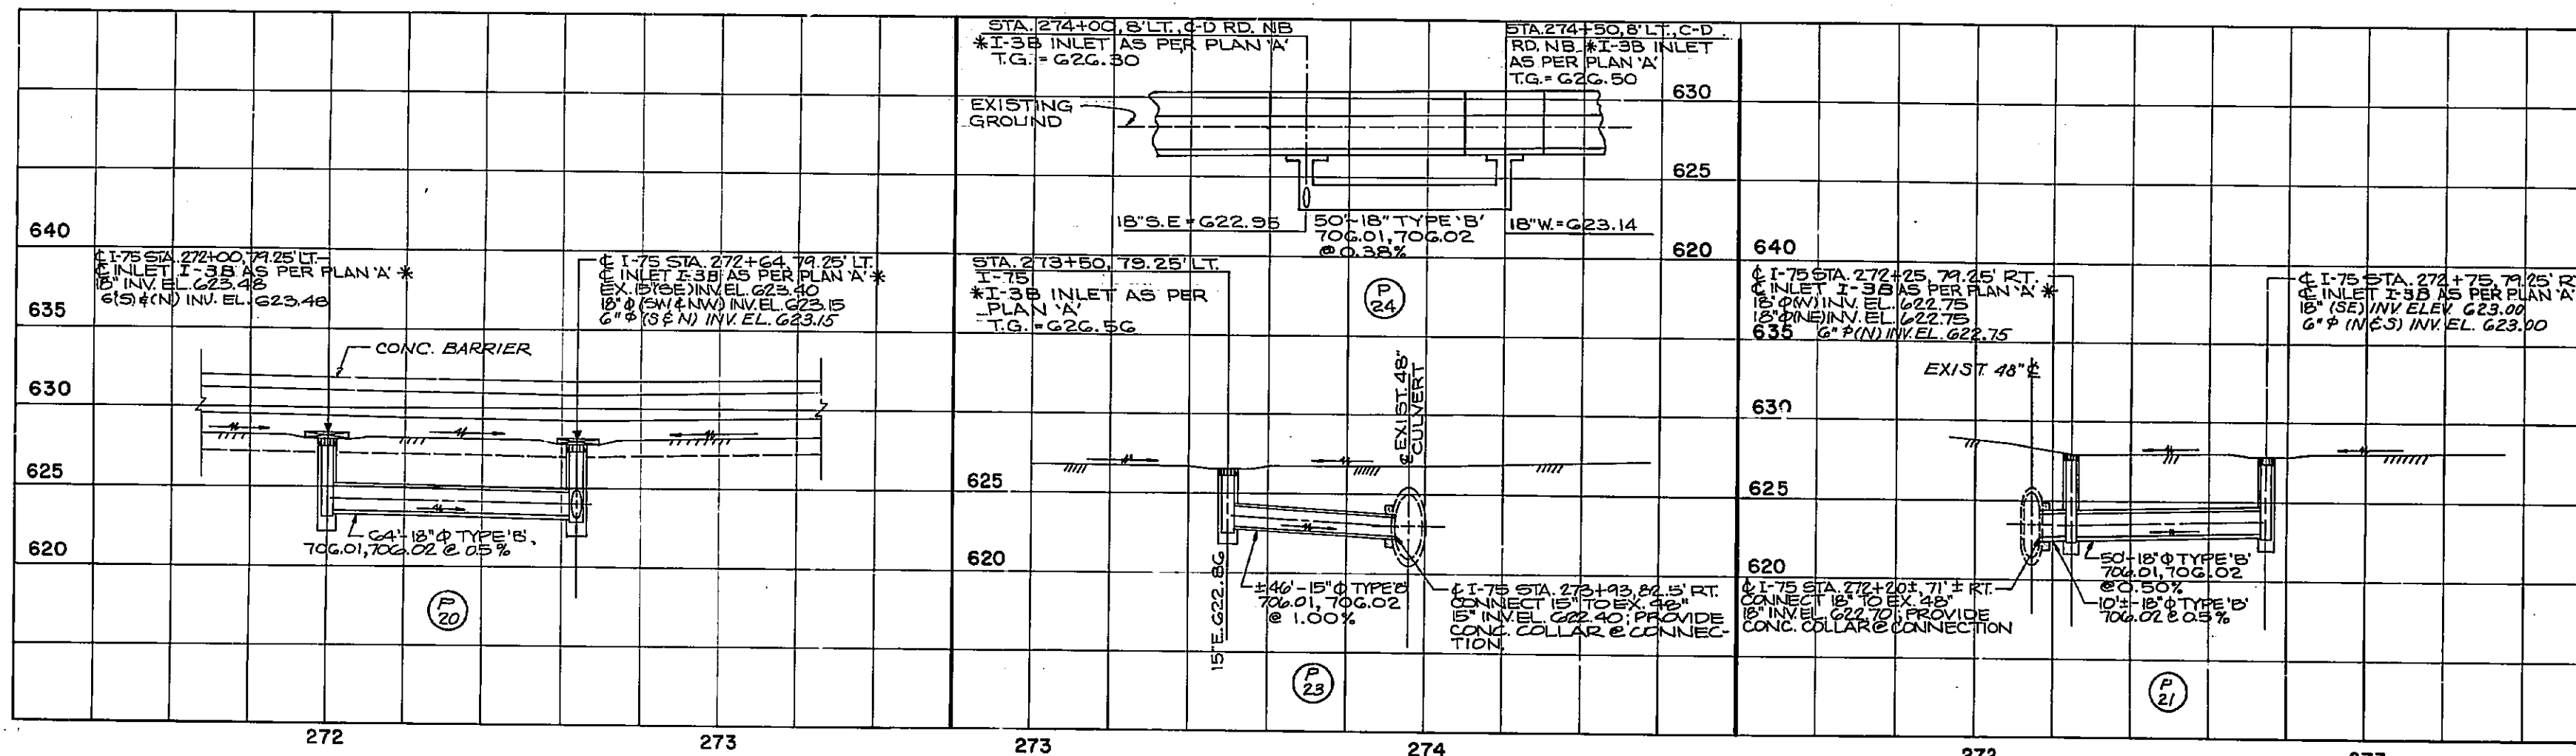 640
℄ I-75 STA. 272+00, 79.25' LT.
℄ INLET I-3B AS PER PLAN 'A' *
18" INV. EL. 623.48
6"(S) & (N) INV. EL. 623.48
℄ I-75 STA. 272+64, 79.25' LT.
℄ INLET I-3B AS PER PLAN 'A' *
EX. 15"(SE) INV. EL. 623.40
18" Φ (SW & NW) INV. EL. 623.15
6" Φ (S & N) INV. EL. 623.15
635
CONC. BARRIER
630
625
64'-18" Φ TYPE 'B',
706.01, 706.02 @ 0.5%
620
P
20
272
273
STA. 274+00, 8' LT., C-D RD. NB
*I-3B INLET AS PER PLAN 'A'
T.G. = 626.30
STA. 274+50, 8' LT., C-D
RD. NB *I-3B INLET
AS PER PLAN 'A'
T.G. = 626.50
EXISTING
GROUND
630
625
18" S.E = 622.95
50'-18" TYPE 'B'
706.01, 706.02
@ 0.38%
18" W. = 623.14
620
P
24
STA. 273+50, 79.25' LT.
I-75
*I-3B INLET AS PER
PLAN 'A'
T.G. = 626.56
℄ EXIST. 48"
CULVERT
625
620
15" E. 622.86
±46'-15" Φ TYPE 'B'
706.01, 706.02
@ 1.00%
℄ I-75 STA. 273+93, 82.5' RT.
CONNECT 15" TO EX. 48"
15" INV. EL. 622.40; PROVIDE
CONC. COLLAR @ CONNEC-
TION.
P
23
273
274
640
℄ I-75 STA. 272+25, 79.25' RT.
℄ INLET I-3B AS PER PLAN 'A' *
18" Φ(W) INV. EL. 622.75
18" Φ(NE) INV. EL. 622.75
635
6" Φ (N) INV. EL. 622.75
℄ I-75 STA. 272+75, 79.25' RT
℄ INLET I-3B AS PER PLAN 'A'
18" (SE) INV. ELEV. 623.00
6" Φ (N & S) INV. EL. 623.00
EXIST. 48" ℄
630
625
620
℄ I-75 STA. 272+20±, 71' ± RT.
CONNECT 18" TO EX. 48"
18" INV. EL. 622.70; PROVIDE
CONC. COLLAR @ CONNECTION
50'-18" Φ TYPE 'B'
706.01, 706.02
@ 0.50%
10'±-18" Φ TYPE 'B'
706.02 @ 0.5%
P
21